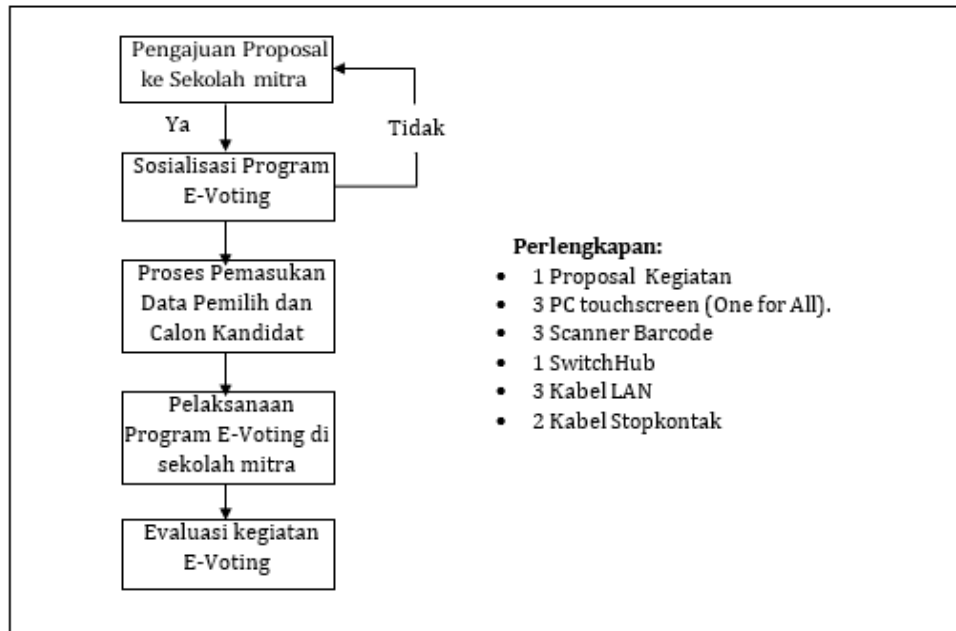 Pengajuan Proposal
ke Sekolah mitra
Ya
Tidak
Sosialisasi Program
E-Voting
Proses Pemasukan
Data Pemilih dan
Calon Kandidat
Pelaksanaan
Program E-Voting di
sekolah mitra
Evaluasi kegiatan
E-Voting
Perlengkapan:
• 1 Proposal Kegiatan
• 3 PC touchscreen (One for All).
• 3 Scanner Barcode
• 1 SwitchHub
• 3 Kabel LAN
• 2 Kabel Stopkontak